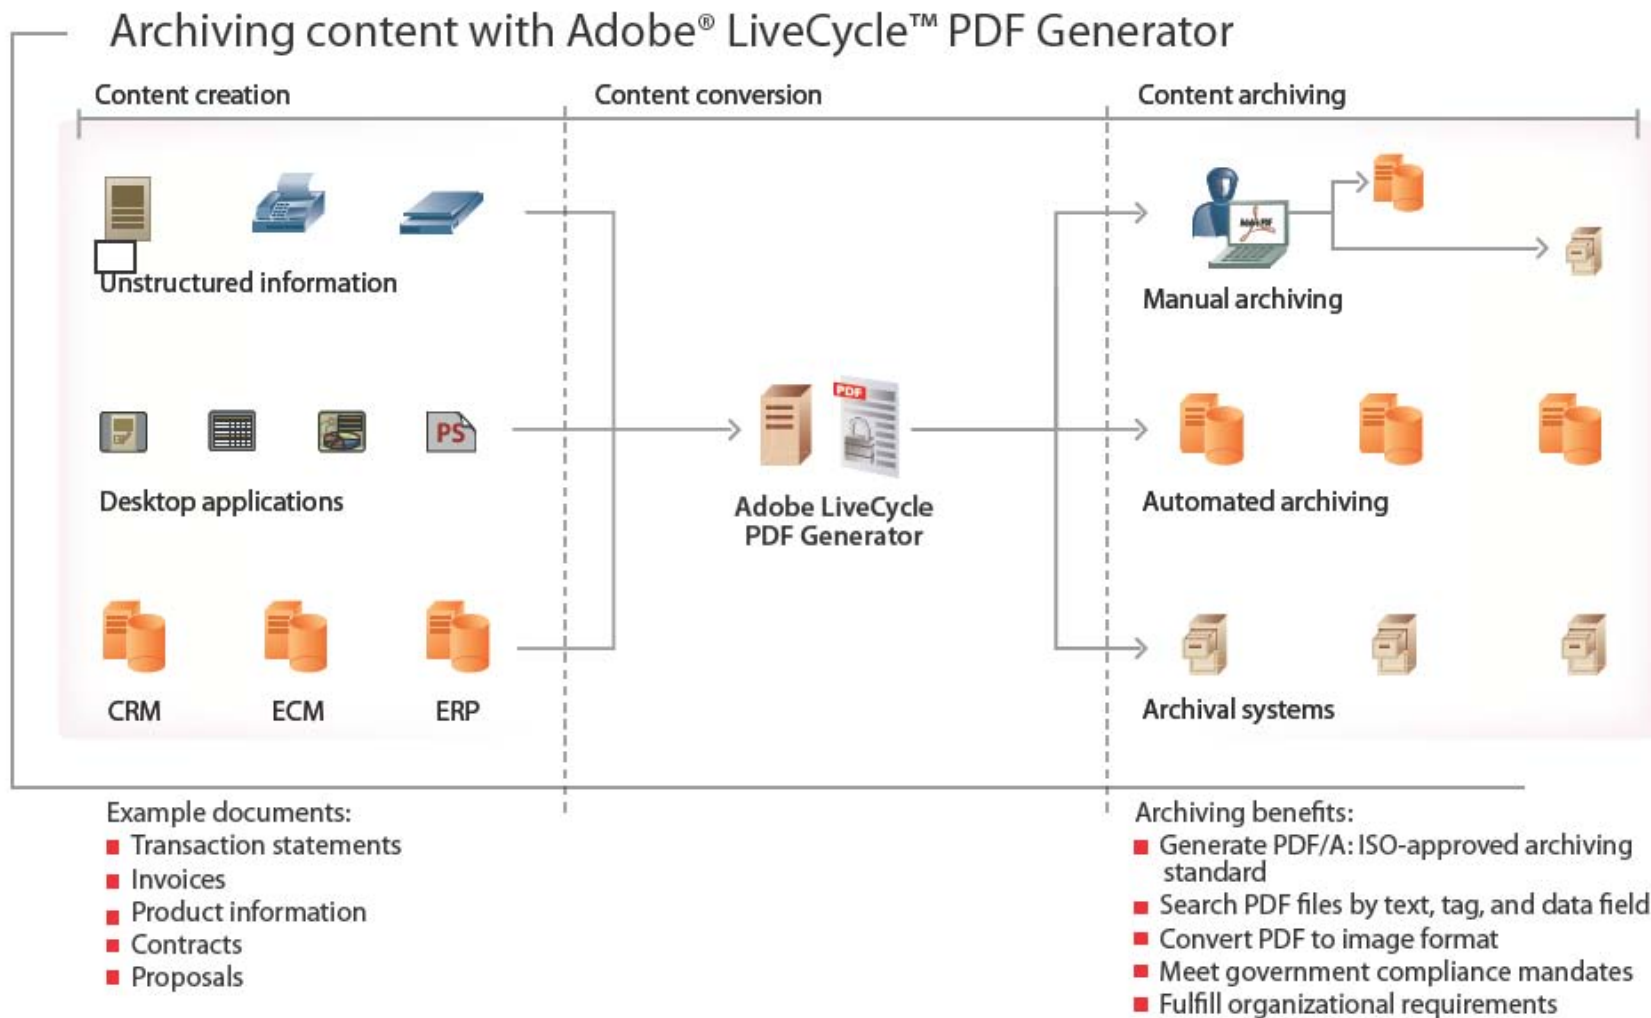 Archiving content with Adobe® LiveCycle™ PDF Generator
Content creation
Content conversion
Content archiving
Unstructured information
Manual archiving
PS
PDF
Desktop applications
Adobe LiveCycle
PDF Generator
Automated archiving
CRM
ECM
ERP
Archival systems
Example documents:
Transaction statements
Invoices
Product information
Contracts
Proposals
Archiving benefits:
Generate PDF/A: ISO-approved archiving
standard
Search PDF files by text, tag, and data field
Convert PDF to image format
Meet government compliance mandates
Fulfill organizational requirements